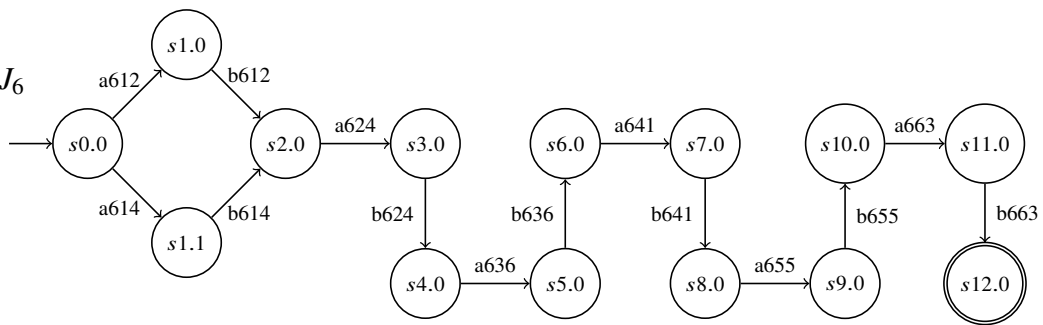 s1.0
J6
a612 b612
s0.0 s2.0 a624 s3.0 s6.0 a641 s7.0 s10.0 a663 s11.0
a614 b614
s1.1
b624 b636 b641 b655 b663
s4.0 a636 s5.0 s8.0 a655 s9.0 s12.0